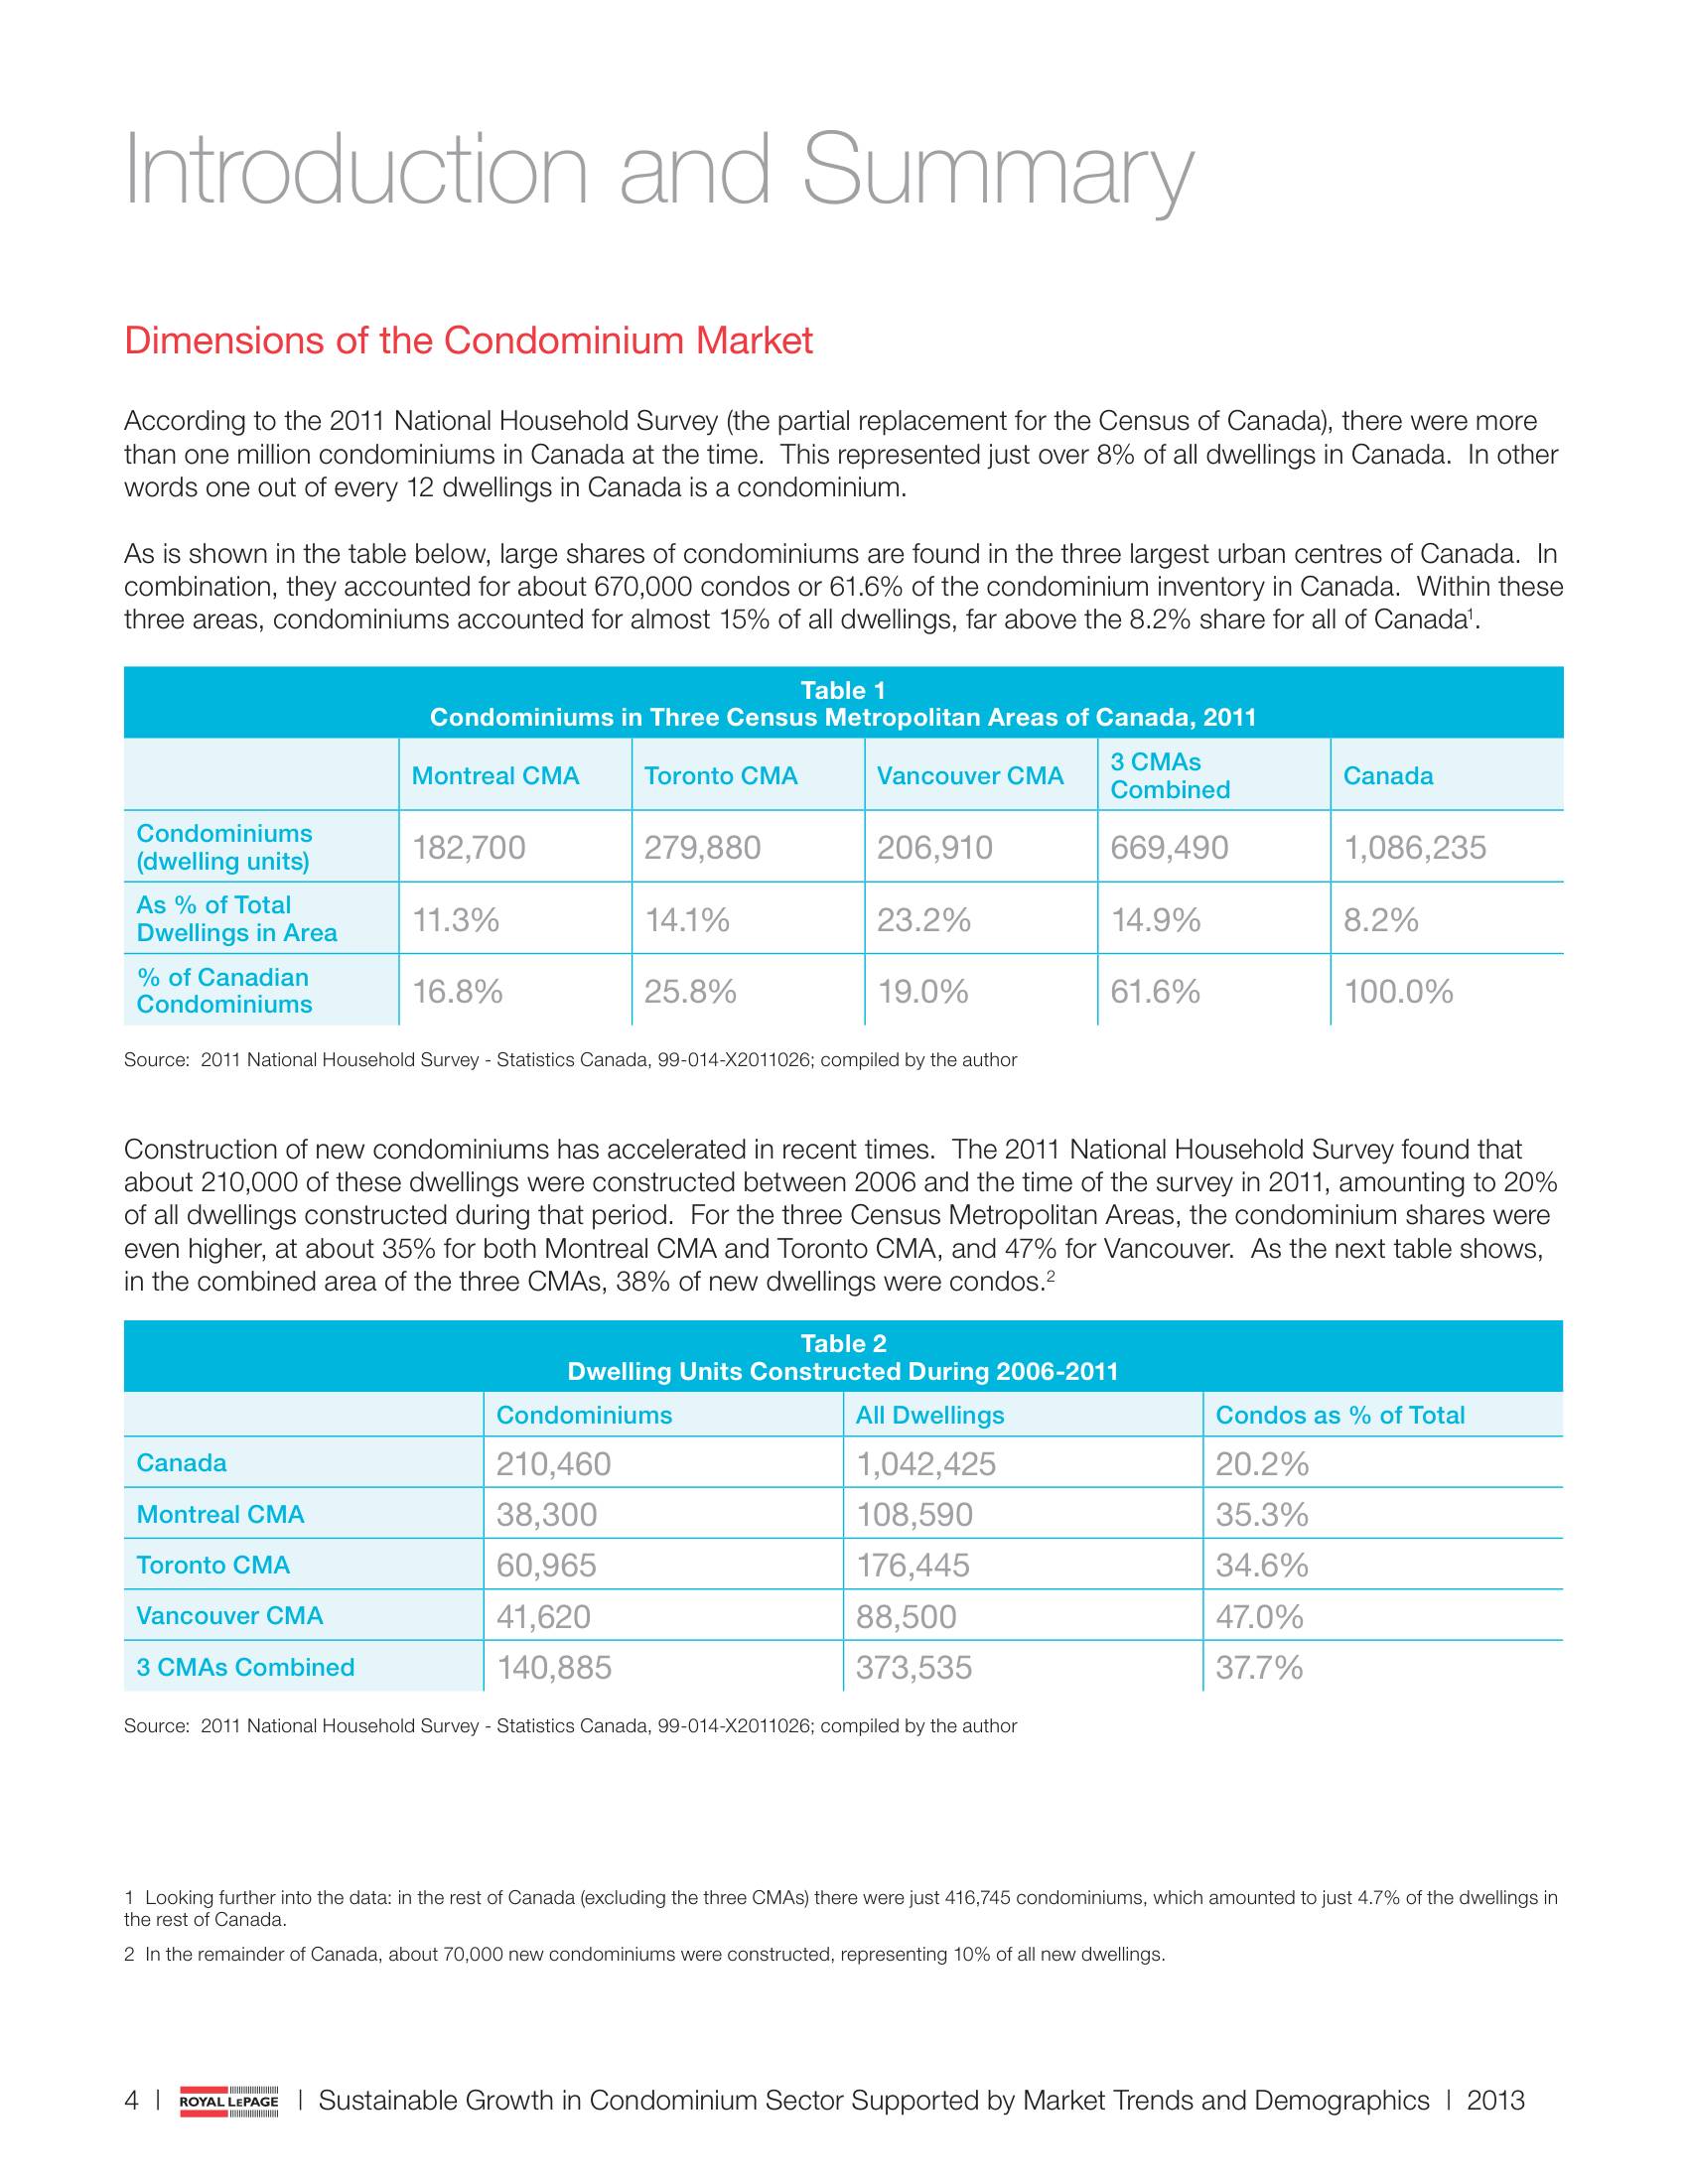 Introduction and Summary
Dimensions of the Condominium Market
According to the 2011 National Household Survey (the partial replacement for the Census of Canada), there were more
than one million condominiums in Canada at the time.  This represented just over 8% of all dwellings in Canada.  In other
words one out of every 12 dwellings in Canada is a condominium.
As is shown in the table below, large shares of condominiums are found in the three largest urban centres of Canada.  In
combination, they accounted for about 670,000 condos or 61.6% of the condominium inventory in Canada.  Within these
three areas, condominiums accounted for almost 15% of all dwellings, far above the 8.2% share for all of Canada1.
Table 1
Condominiums in Three Census Metropolitan Areas of Canada, 2011
Montreal CMA Toronto CMA Vancouver CMA 3 CMAs Combined Canada
Condominiums (dwelling units) 182,700 279,880 206,910 669,490 1,086,235
As % of Total Dwellings in Area 11.3% 14.1% 23.2% 14.9% 8.2%
% of Canadian Condominiums 16.8% 25.8% 19.0% 61.6% 100.0%
Source:  2011 National Household Survey - Statistics Canada, 99-014-X2011026; compiled by the author
Construction of new condominiums has accelerated in recent times.  The 2011 National Household Survey found that
about 210,000 of these dwellings were constructed between 2006 and the time of the survey in 2011, amounting to 20%
of all dwellings constructed during that period.  For the three Census Metropolitan Areas, the condominium shares were
even higher, at about 35% for both Montreal CMA and Toronto CMA, and 47% for Vancouver.  As the next table shows,
in the combined area of the three CMAs, 38% of new dwellings were condos.2
Table 2
Dwelling Units Constructed During 2006-2011
Condominiums All Dwellings Condos as % of Total
Canada 210,460 1,042,425 20.2%
Montreal CMA 38,300 108,590 35.3%
Toronto CMA 60,965 176,445 34.6%
Vancouver CMA 41,620 88,500 47.0%
3 CMAs Combined 140,885 373,535 37.7%
Source:  2011 National Household Survey - Statistics Canada, 99-014-X2011026; compiled by the author
1  Looking further into the data: in the rest of Canada (excluding the three CMAs) there were just 416,745 condominiums, which amounted to just 4.7% of the dwellings in
the rest of Canada.
2  In the remainder of Canada, about 70,000 new condominiums were constructed, representing 10% of all new dwellings.
4 | ROYAL LEPAGE | Sustainable Growth in Condominium Sector Supported by Market Trends and Demographics | 2013